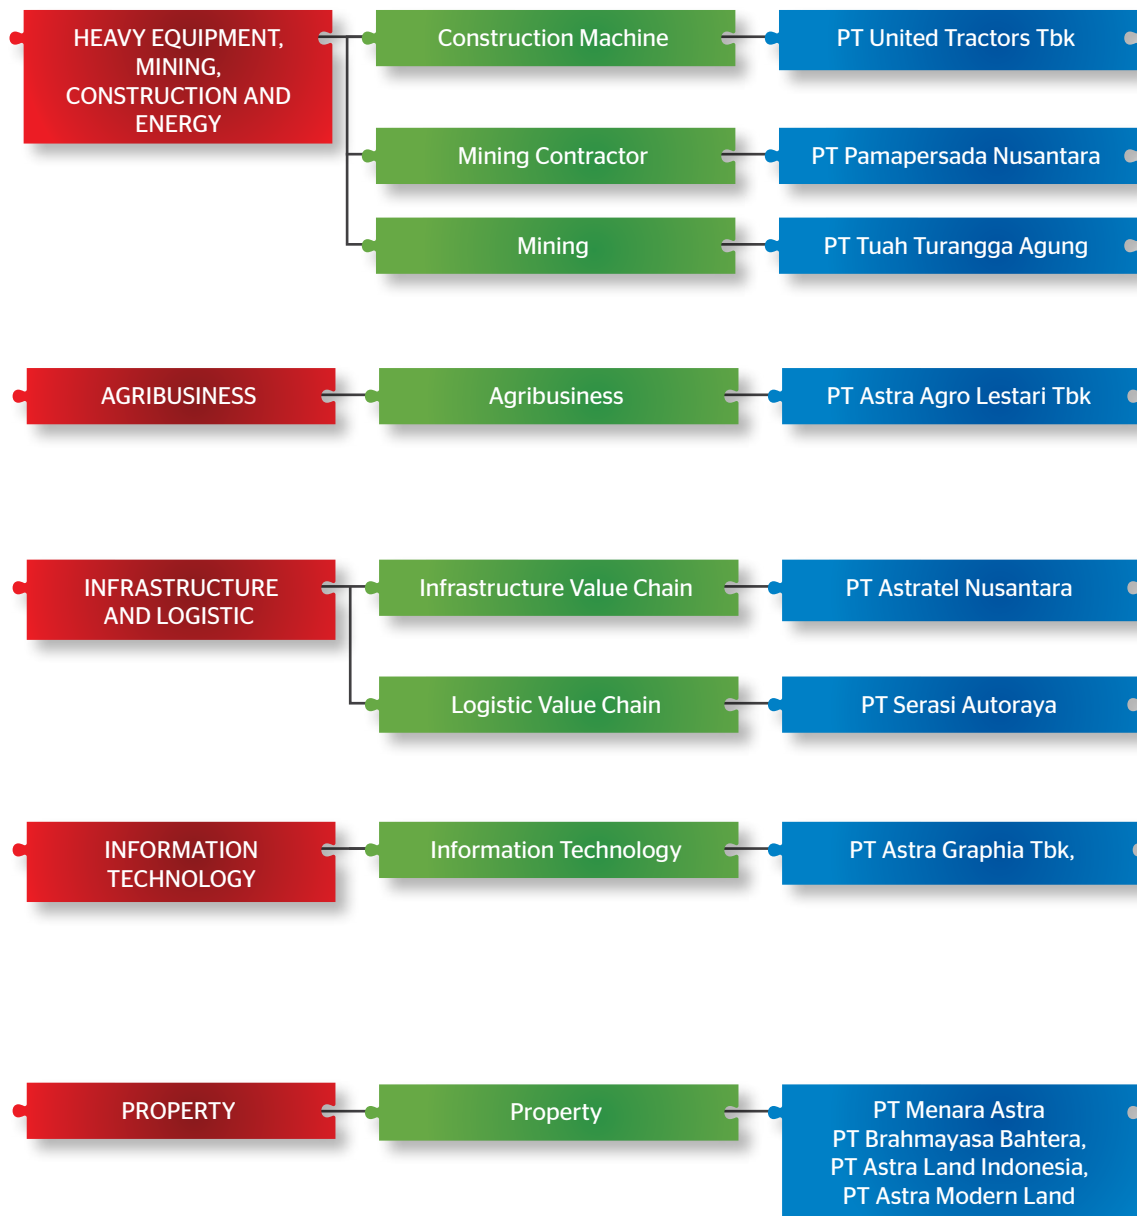 HEAVY EQUIPMENT,
MINING,
CONSTRUCTION AND
ENERGY
Construction Machine
PT United Tractors Tbk
Mining Contractor
PT Pamapersada Nusantara
Mining
PT Tuah Turangga Agung
AGRIBUSINESS
Agribusiness
PT Astra Agro Lestari Tbk
INFRASTRUCTURE
AND LOGISTIC
Infrastructure Value Chain
PT Astratel Nusantara
Logistic Value Chain
PT Serasi Autoraya
INFORMATION
TECHNOLOGY
Information Technology
PT Astra Graphia Tbk,
PROPERTY
Property
PT Menara Astra
PT Brahmayasa Bahtera,
PT Astra Land Indonesia,
PT Astra Modern Land